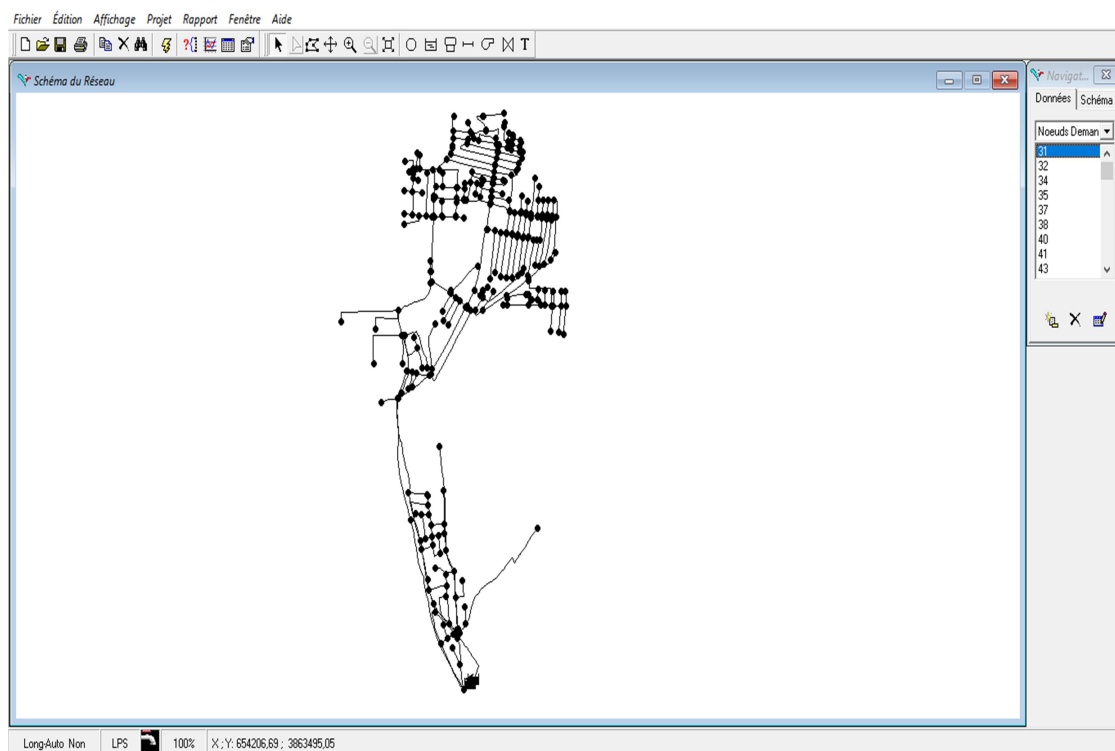 Fichier Édition Affichage Projet Rapport Fenêtre Aide
T
Schéma du Réseau
Navigat...
Données Schéma
Noeuds Deman
31
32
34
35
37
38
40
41
43
Long-Auto Non LPS 100% X ; Y: 654206,69 ; 3863495,05